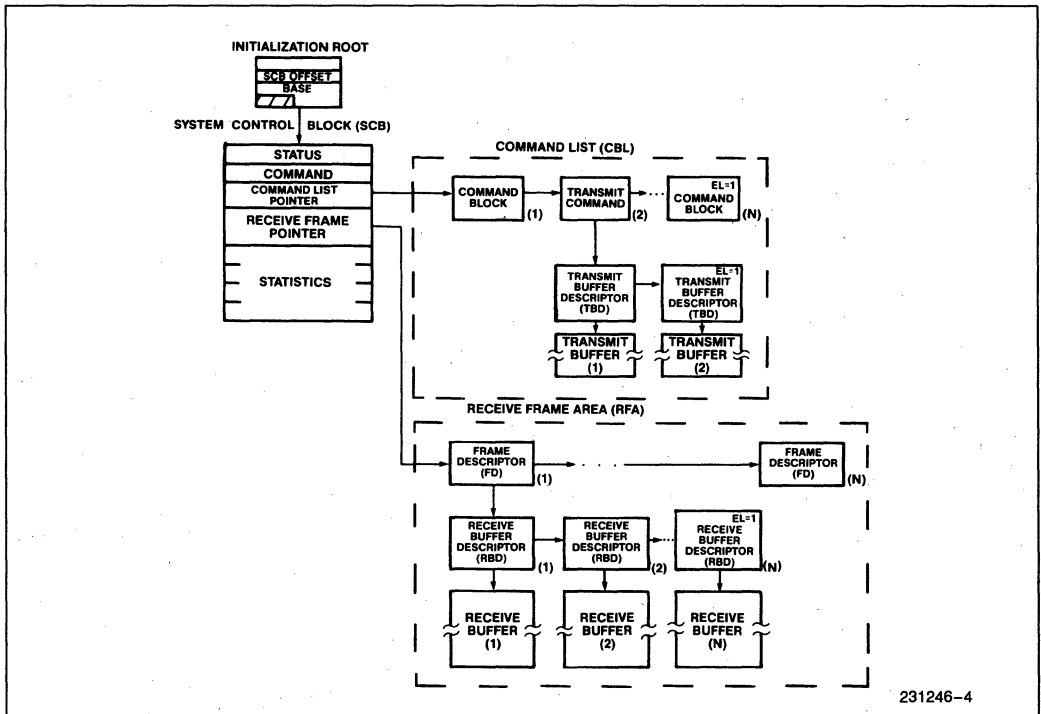 INITIALIZATION ROOT
SCB OFFSET
BASE
SYSTEM CONTROL BLOCK (SCB)
STATUS
COMMAND
COMMAND LIST
POINTER
RECEIVE FRAME
POINTER
STATISTICS
COMMAND LIST (CBL)
COMMAND
BLOCK
(1)
TRANSMIT
COMMAND
(2)
EL=1
COMMAND
BLOCK
(N)
TRANSMIT
BUFFER
DESCRIPTOR
(TBD)
EL=1
TRANSMIT
BUFFER
DESCRIPTOR
(TBD)
TRANSMIT
BUFFER
(1)
TRANSMIT
BUFFER
(2)
RECEIVE FRAME AREA (RFA)
FRAME
DESCRIPTOR
(FD)
(1)
FRAME
DESCRIPTOR
(FD)
(N)
RECEIVE
BUFFER
DESCRIPTOR
(RBD)
(1)
RECEIVE
BUFFER
DESCRIPTOR
(RBD)
(2)
EL=1
RECEIVE
BUFFER
DESCRIPTOR
(RBD)
(N)
RECEIVE
BUFFER
(1)
RECEIVE
BUFFER
(2)
RECEIVE
BUFFER
(N)
231246-4